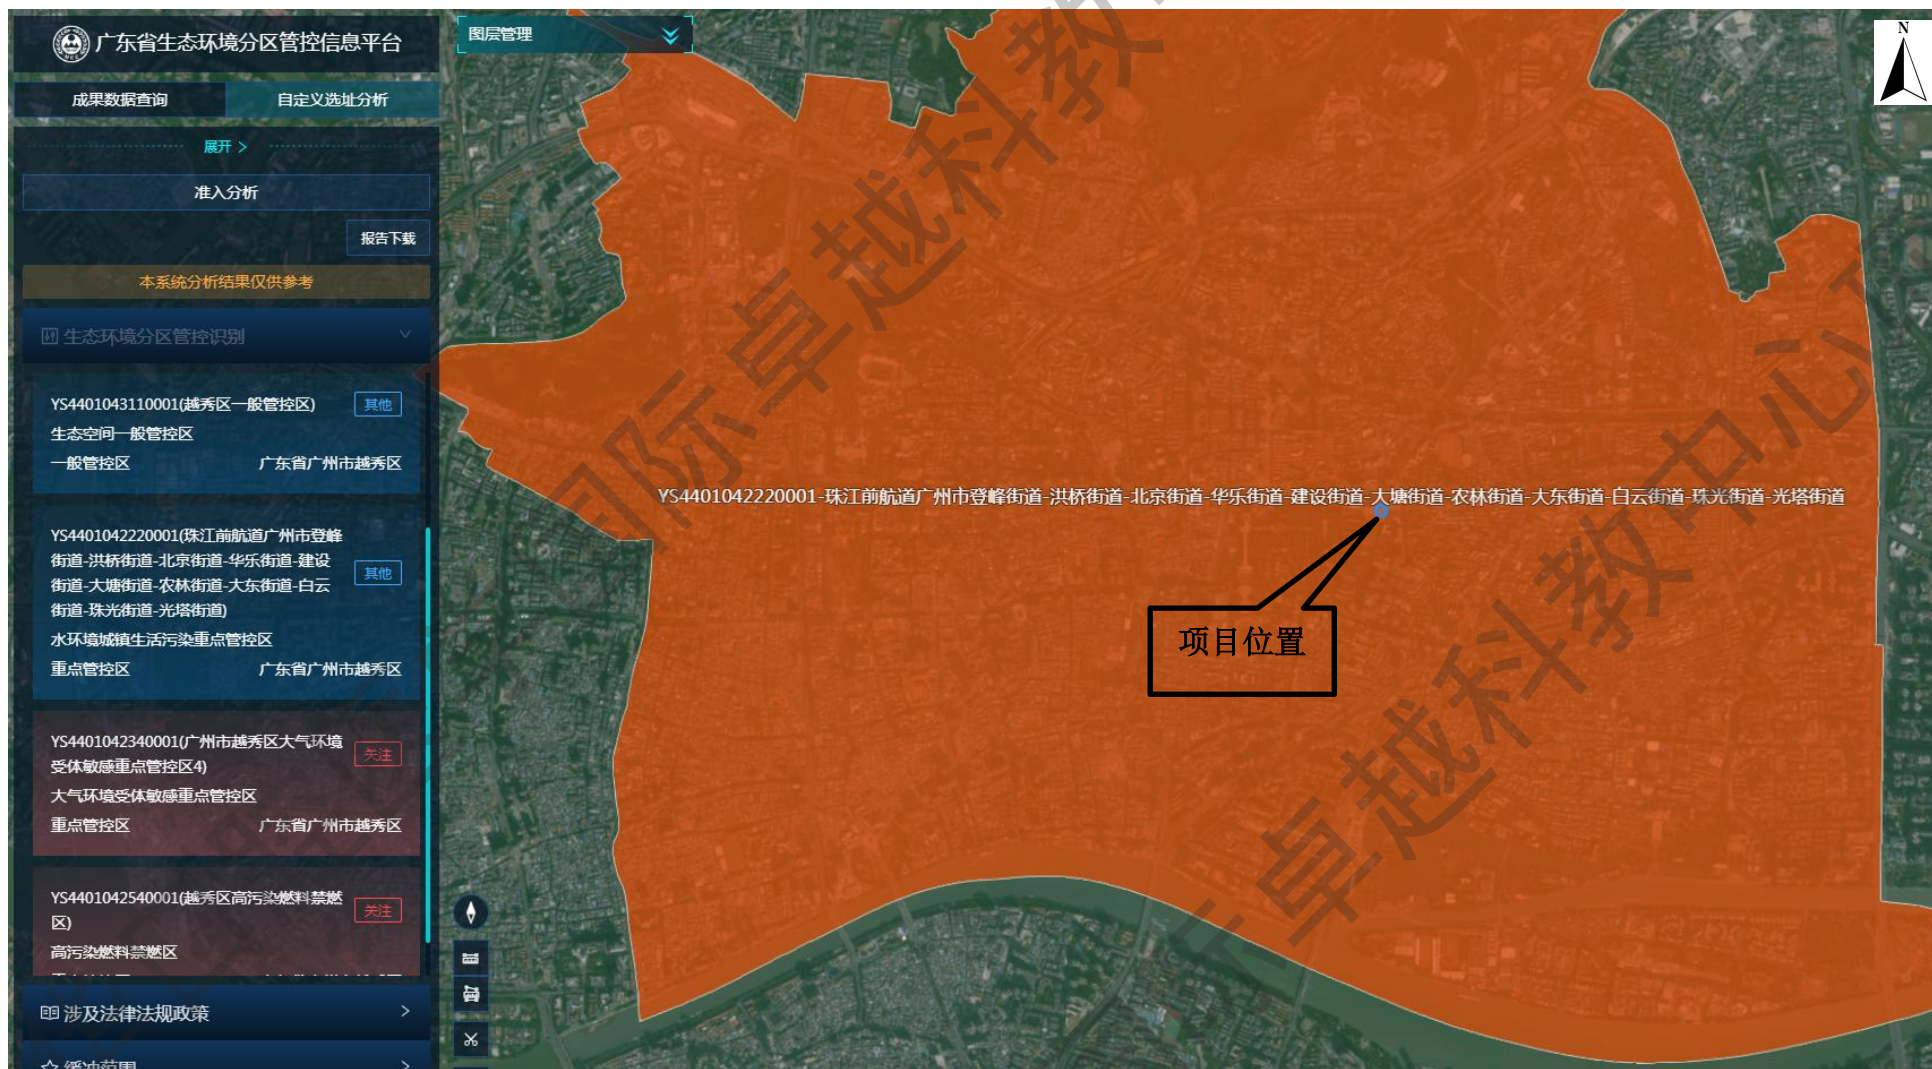 广东省生态环境分区管控信息平台
成果数据查询
自定义选址分析
展开 >
准入分析
报告下载
本系统分析结果仅供参考
生态环境分区管控识别
YS4401043110001(越秀区一般管控区)
其他
生态空间一般管控区
一般管控区
广东省广州市越秀区
YS4401042220001(珠江前航道广州市登峰
街道-洪桥街道-北京街道-华乐街道-建设
街道-大塘街道-农林街道-大东街道-白云
街道-珠光街道-光塔街道)
其他
水环境城镇生活污染重点管控区
重点管控区
广东省广州市越秀区
YS4401042340001(广州市越秀区大气环境
受体敏感重点管控区4)
关注
大气环境受体敏感重点管控区
重点管控区
广东省广州市越秀区
YS4401042540001(越秀区高污染燃料禁燃
区)
关注
高污染燃料禁燃区
涉及法律法规政策
缓冲范围
图层管理
N
YS4401042220001-珠江前航道广州市登峰街道-洪桥街道-北京街道-华乐街道-建设街道-大塘街道-农林街道-大东街道-白云街道-珠光街道-光塔街道
项目位置
国际卓越科教
卓越科教中心